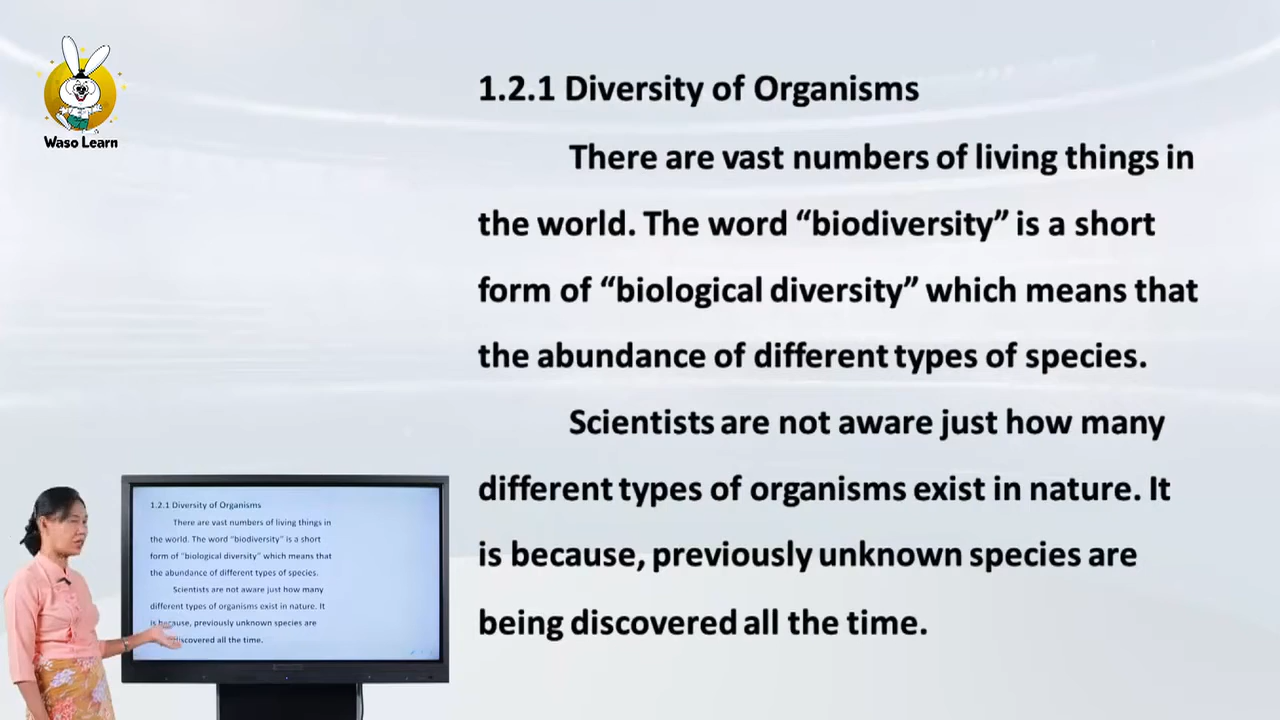 Waso Learn
1.2.1 Diversity of Organisms
There are vast numbers of living things in
the world. The word “biodiversity” is a short
form of “biological diversity” which means that
the abundance of different types of species.
Scientists are not aware just how many
different types of organisms exist in nature. It
is because, previously unknown species are
being discovered all the time.
1.2.1 Diversity of Organisms
There are vast numbers of living things in
the world. The word “biodiversity” is a short
form of “biological diversity” which means that
the abundance of different types of species.
Scientists are not aware just how many
different types of organisms exist in nature. It
is because, previously unknown species are
discovered all the time.